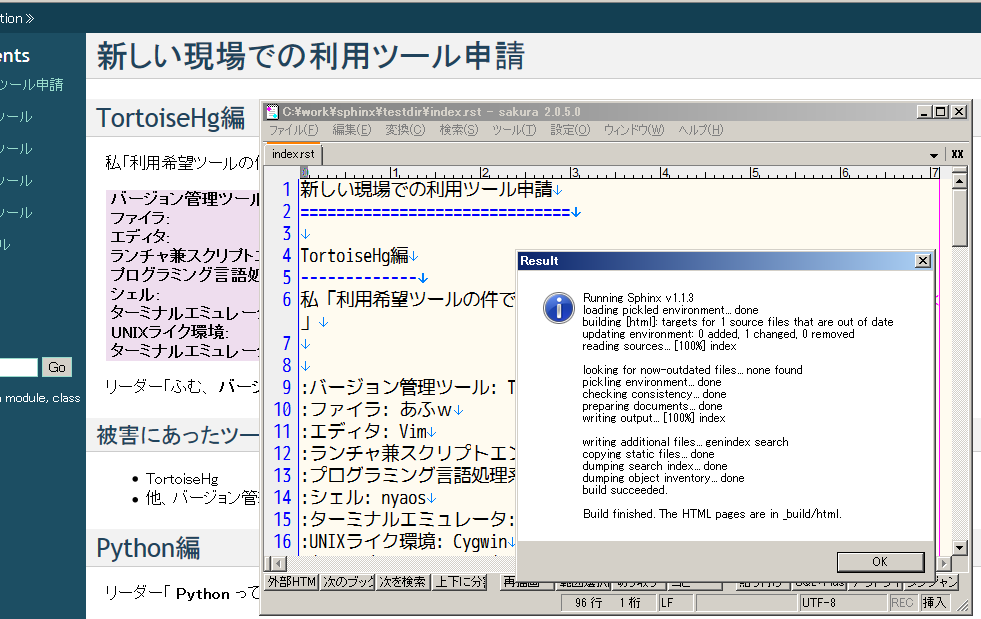 tion »
ents
ツール申請
ツール
ツール
ツール
ツール
ル
Go
module, class
新しい現場での利用ツール申請
TortoiseHg編
私「利用希望ツールの件
バージョン管理ツール
ファイラ:
エディタ:
ランチャ兼スクリプトエ
プログラミング言語処
シェル:
ターミナルエミュレー
UNIXライク環境:
ターミナルエミュレー
リーダー「ふむ、バー
被害にあったツー
• TortoiseHg
• 他、バージョン管
Python編
リーダー「 Python って
C:¥work¥sphinx¥testdir¥index.rst - sakura 2.0.5.0
ファイル(F) 編集(E) 変換(C) 検索(S) ツール(T) 設定(O) ウィンドウ(W) ヘルプ(H)
index.rst
XX
0 1 2 3 4 5 6 7
1 新しい現場での利用ツール申請↓
2 ==============================↓
3 ↓
4 TortoiseHg編↓
5 -------------↓
6 私「利用希望ツールの件で
」↓
7 ↓
8 ↓
9 :バージョン管理ツール: T
10 :ファイラ: あふｗ↓
11 :エディタ: Vim↓
12 :ランチャ兼スクリプトエン
13 :プログラミング言語処理系
14 :シェル: nyaos↓
15 :ターミナルエミュレータ:
16 :UNIXライク環境: Cygwin↓
外部HTM 次のブック 次を検索 上下に分割 再描画 範囲選択
96 行 1 桁 LF UTF-8 REC 挿入
Result
Running Sphinx v1.1.3
loading pickled environment... done
building [html]: targets for 1 source files that are out of date
updating environment: 0 added, 1 changed, 0 removed
reading sources... [100%] index
looking for now-outdated files... none found
pickling environment... done
checking consistency... done
preparing documents... done
writing output... [100%] index
writing additional files... genindex search
copying static files... done
dumping search index... done
dumping object inventory... done
build succeeded.
Build finished. The HTML pages are in _build/html.
OK